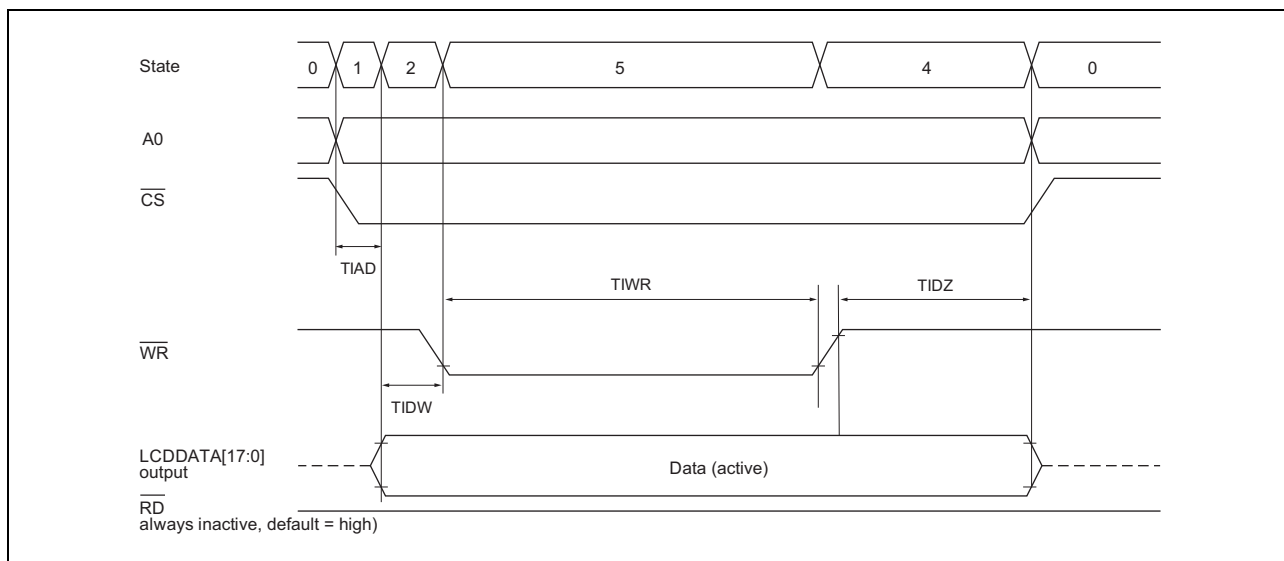 State
0 1 2 5 4 0
A0
CS
TIAD
TIWR
TIDZ
WR
TIDW
LCDDATA[17:0]
output
Data (active)
RD
always inactive, default = high)